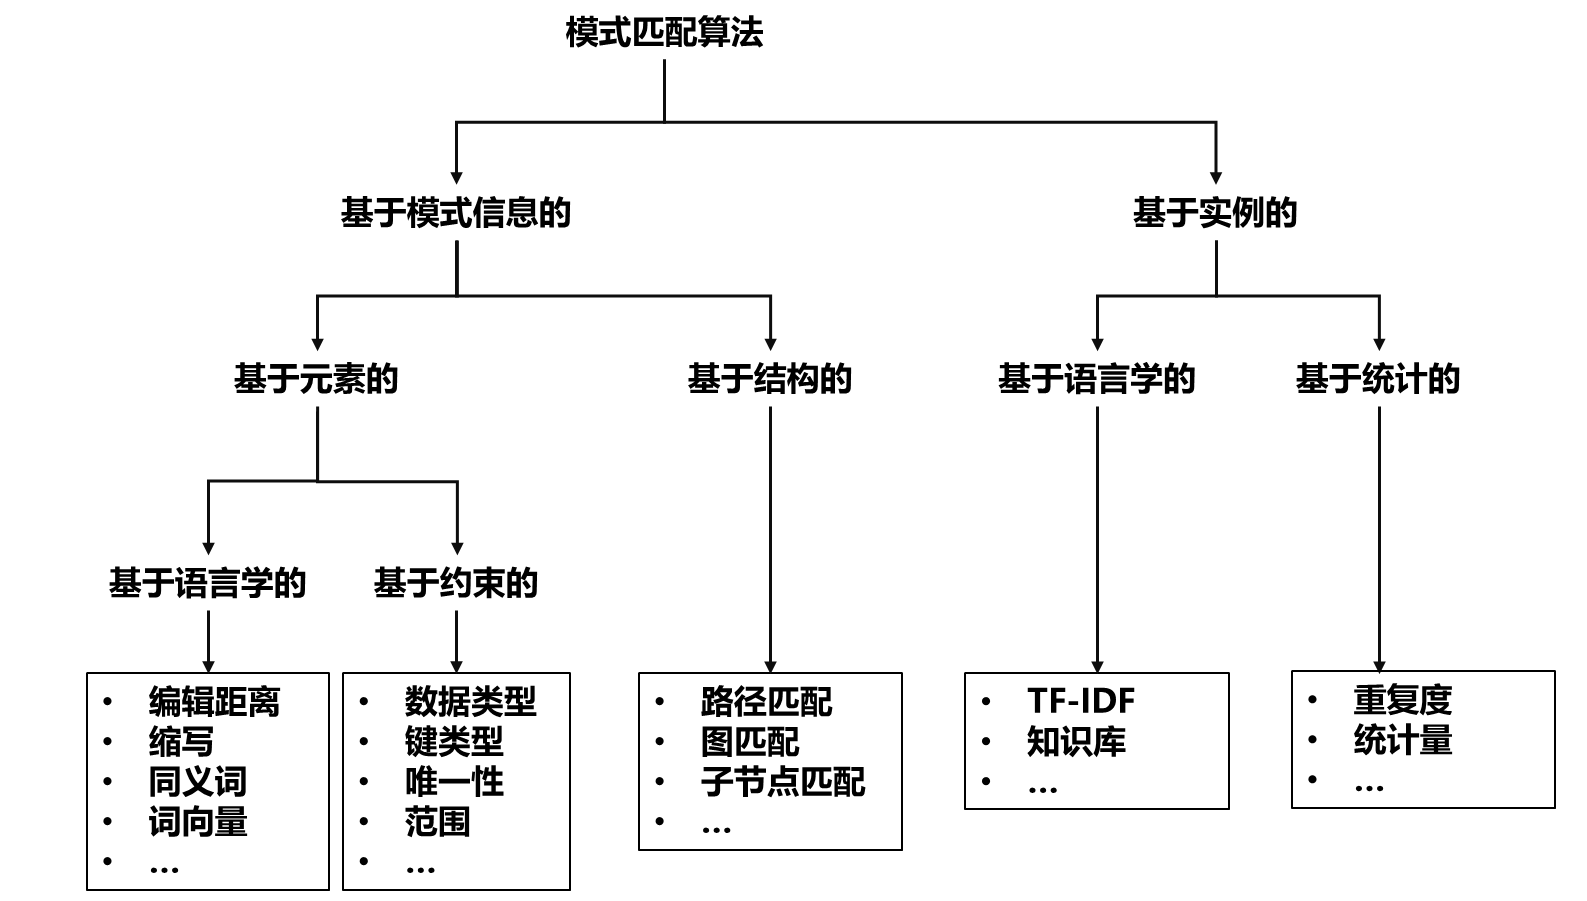 模式匹配算法
基于模式信息的
基于实例的
基于元素的
基于结构的
基于语言学的
基于统计的
基于语言学的
基于约束的
• 编辑距离
• 缩写
• 同义词
• 词向量
• ...
• 数据类型
• 键类型
• 唯一性
• 范围
• ...
• 路径匹配
• 图匹配
• 子节点匹配
• ...
• TF-IDF
• 知识库
• ...
• 重复度
• 统计量
• ...